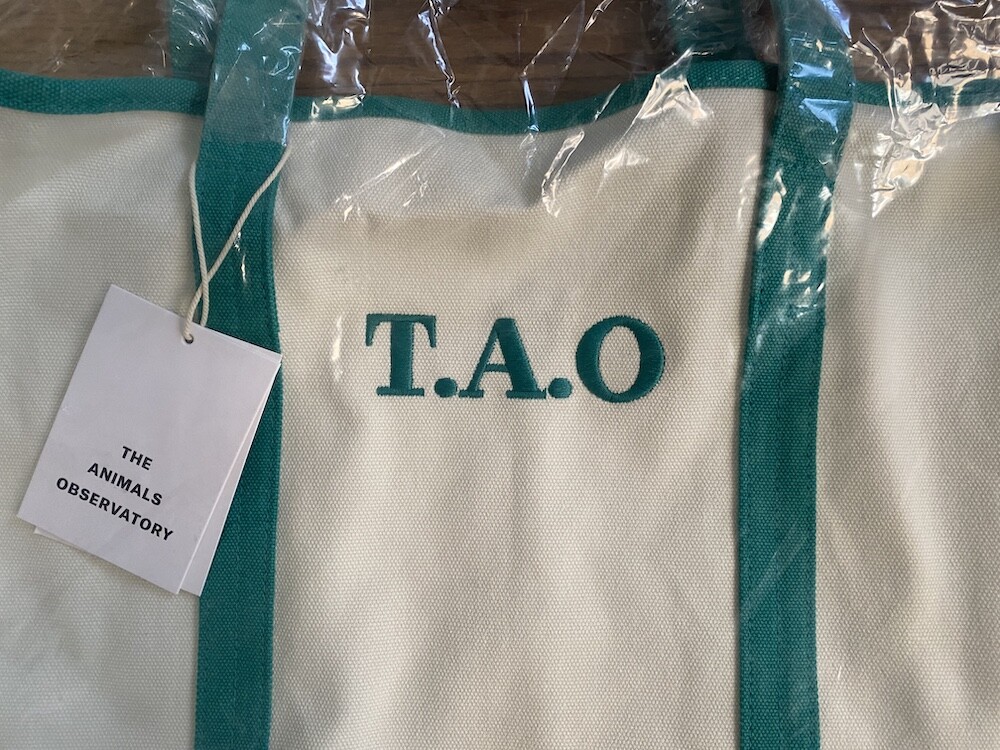 T.A.O
THE
ANIMALS
OBSERVATORY